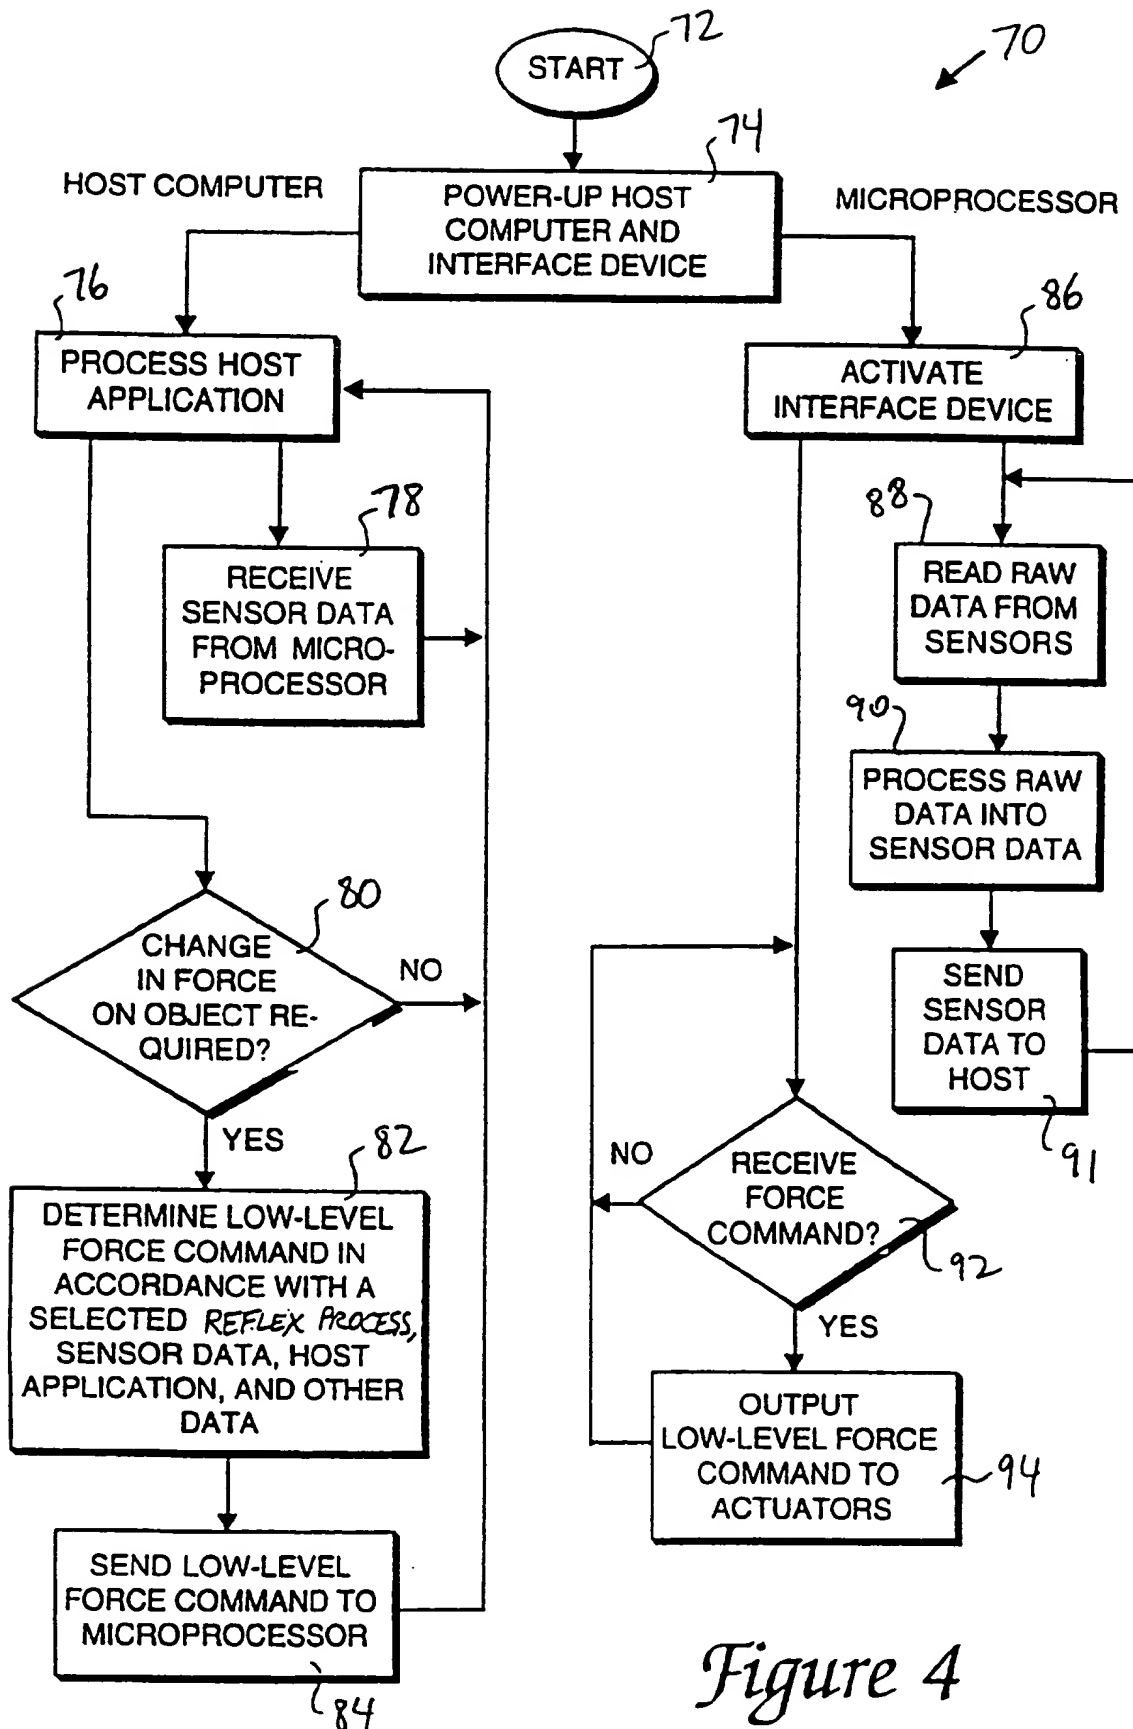 72
START
70
74
HOST COMPUTER
POWER-UP HOST
COMPUTER AND
INTERFACE DEVICE
MICROPROCESSOR
76
PROCESS HOST
APPLICATION
78
RECEIVE
SENSOR DATA
FROM MICRO-
PROCESSOR
80
CHANGE
IN FORCE
ON OBJECT RE-
QUIRED?
NO
YES
82
DETERMINE LOW-LEVEL
FORCE COMMAND IN
ACCORDANCE WITH A
SELECTED REFLEX PROCESS,
SENSOR DATA, HOST
APPLICATION, AND OTHER
DATA
SEND LOW-LEVEL
FORCE COMMAND TO
MICROPROCESSOR
84
86
ACTIVATE
INTERFACE DEVICE
88
READ RAW
DATA FROM
SENSORS
90
PROCESS RAW
DATA INTO
SENSOR DATA
SEND
SENSOR
DATA TO
HOST
91
NO
RECEIVE
FORCE
COMMAND?
92
YES
OUTPUT
LOW-LEVEL FORCE
COMMAND TO
ACTUATORS
94
Figure 4